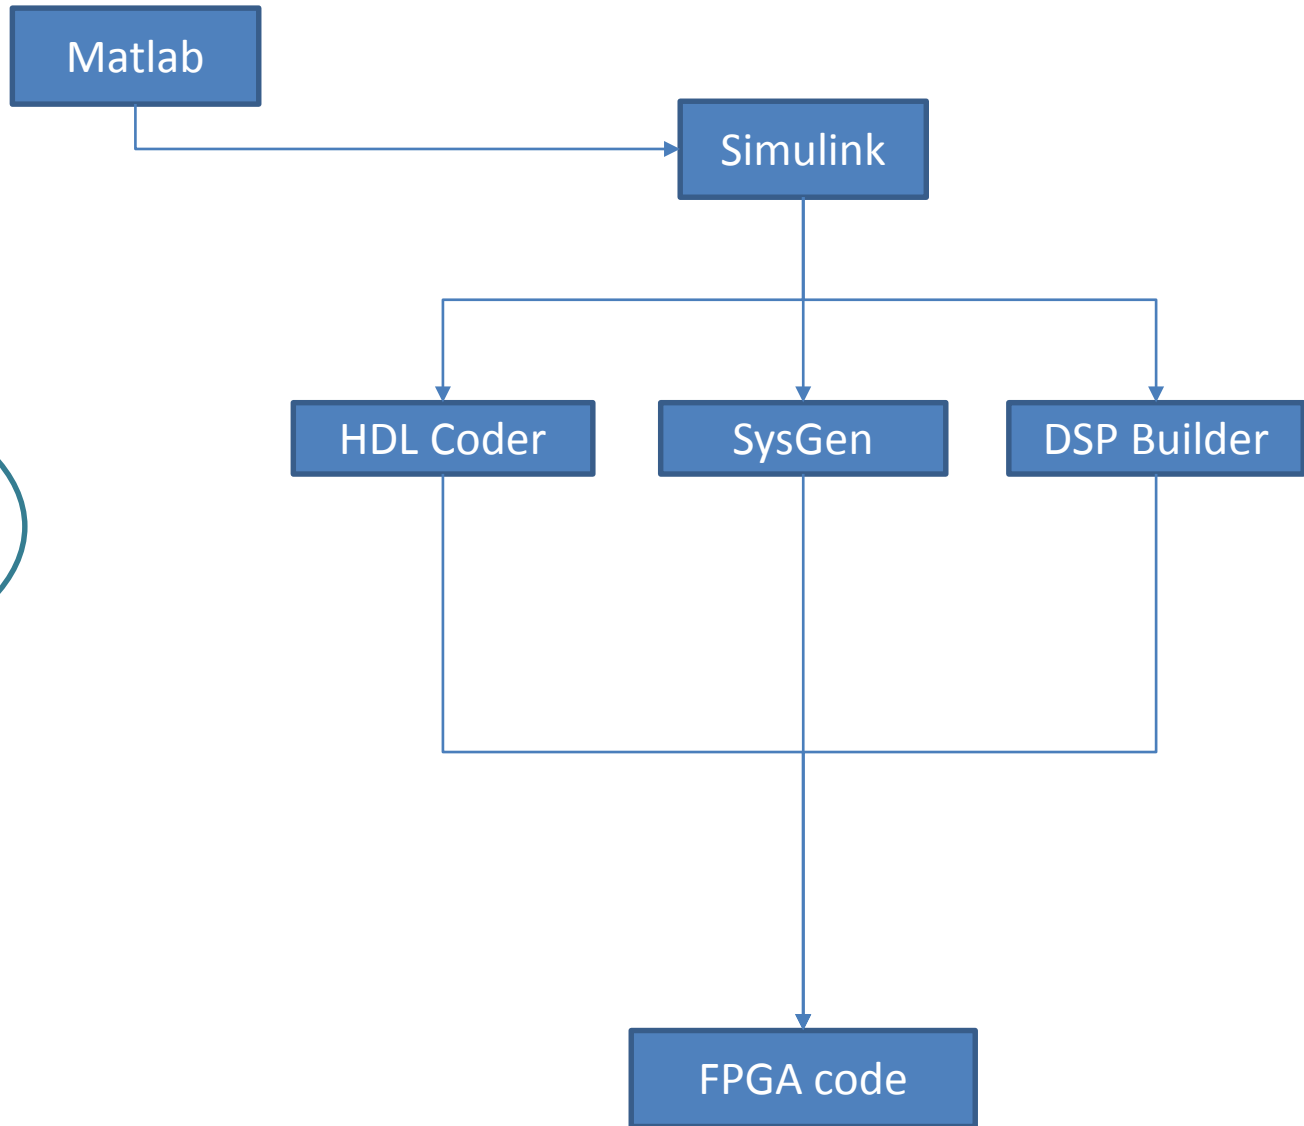 Matlab
Simulink
HDL Coder
SysGen
DSP Builder
FPGA code